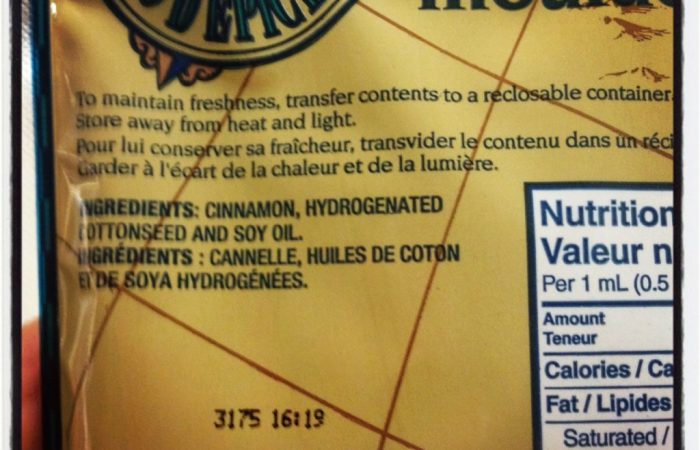 D'ÉPIC
To maintain freshness, transfer contents to a reclosable container.
Store away from heat and light.
Pour lui conserver sa fraîcheur, transvider le contenu dans un réci
Garder à l'écart de la chaleur et de la lumière.
INGREDIENTS: CINNAMON, HYDROGENATED
COTTONSEED AND SOY OIL.
INGRÉDIENTS : CANNELLE, HUILES DE COTON
ET DE SOYA HYDROGÉNÉES.
Nutrition
Valeur n
Per 1 mL (0.5
Amount
Teneur
Calories / Ca
Fat / Lipides
Saturated /
3175 16:19